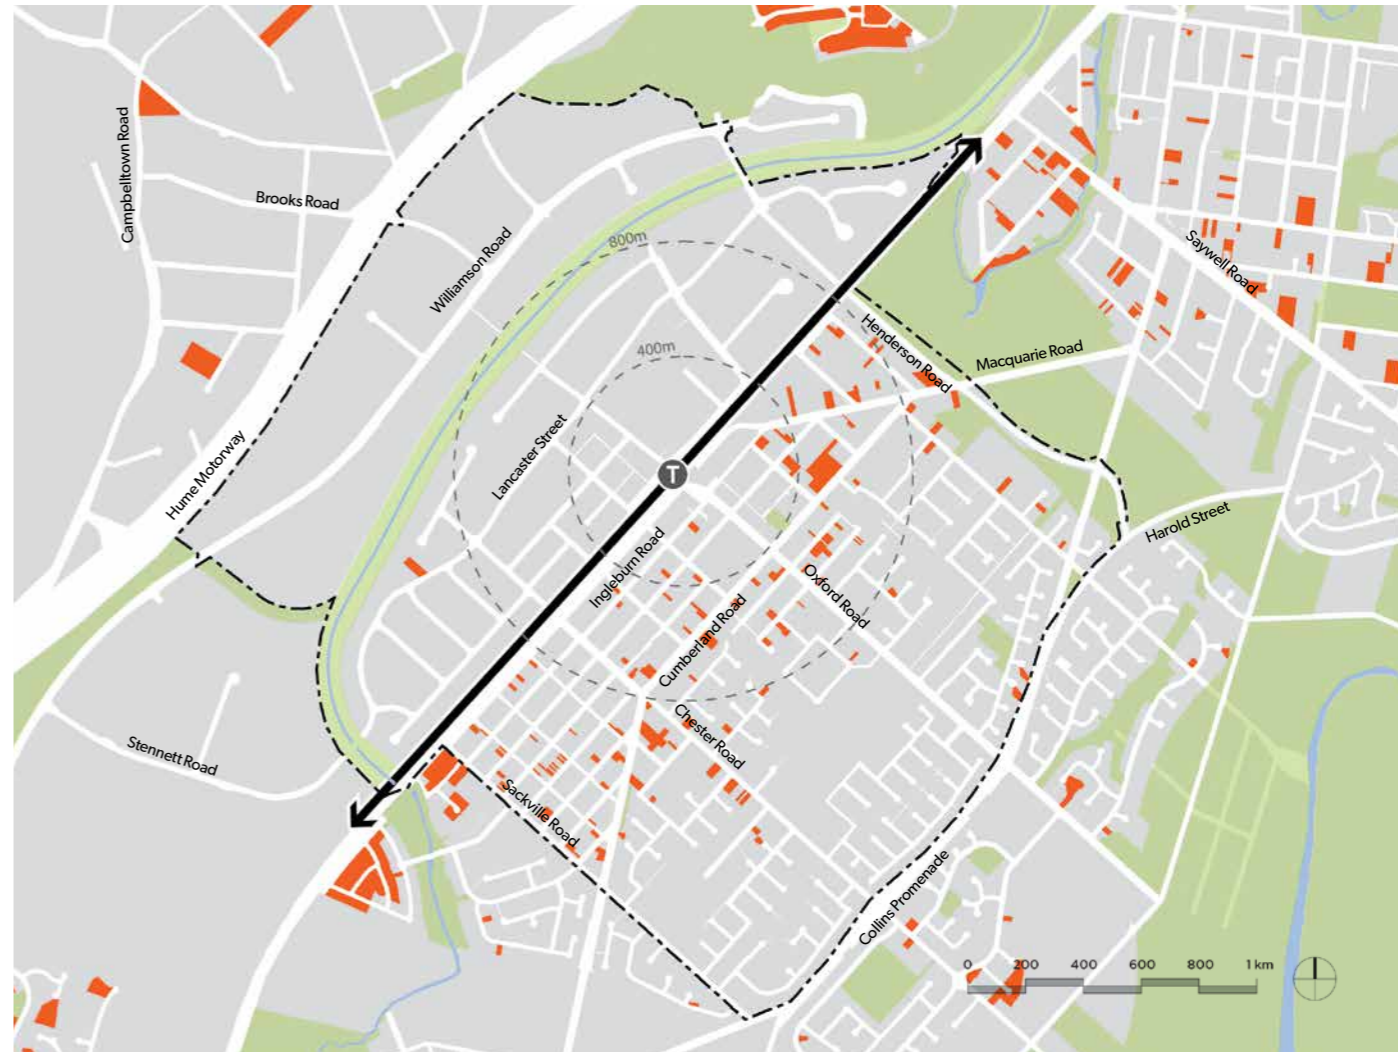 Campbelltown Road
Brooks Road
Williamson Road
800m
Saywell Road
Henderson Road
Macquarie Road
400m
Lancaster Street
Hume Motorway
T
Harold Street
Ingleburn Road
Oxford Road
Cumberland Road
Chester Road
Stennett Road
Sackville Road
Collins Promenade
0 200 400 600 800 1 km